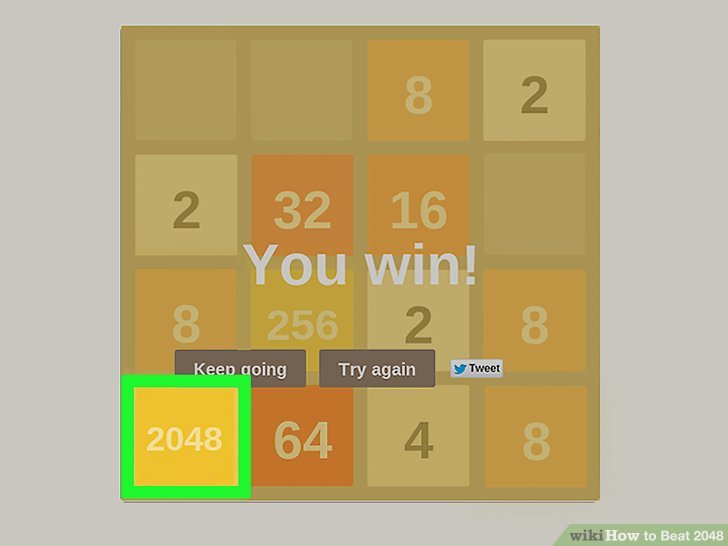 8 2
2 32 16
You win!
8 256 2 8
Keep going Try again Tweet
2048 64 4 8
wikiHow to Beat 2048